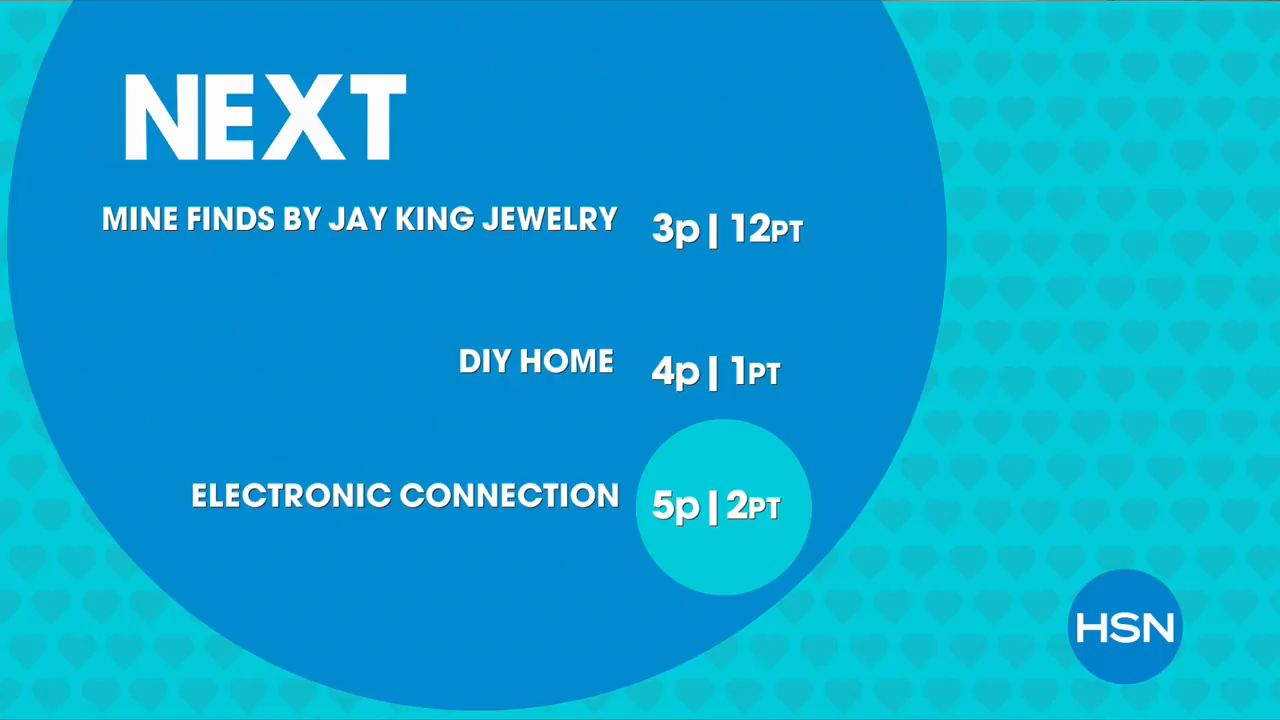 NEXT
MINE FINDS BY JAY KING JEWELRY 3p | 12PT
DIY HOME 4p | 1PT
ELECTRONIC CONNECTION 5p | 2PT
HSN